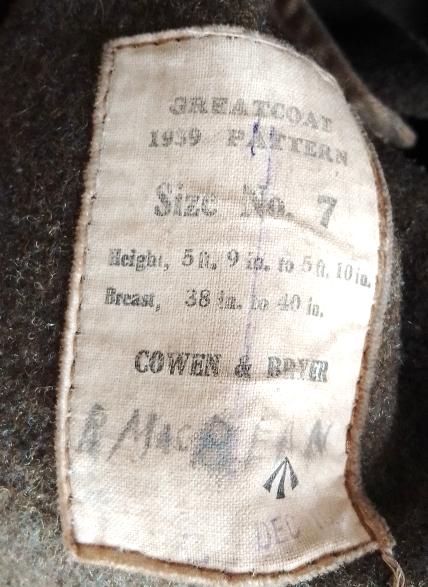 GREATCOAT
1939 PATTERN
Size No. 7
Height, 5 ft. 9 in. to 5 ft. 10 in.
Breast, 38 in. to 40 in.
COWEN & BRYER
DEC